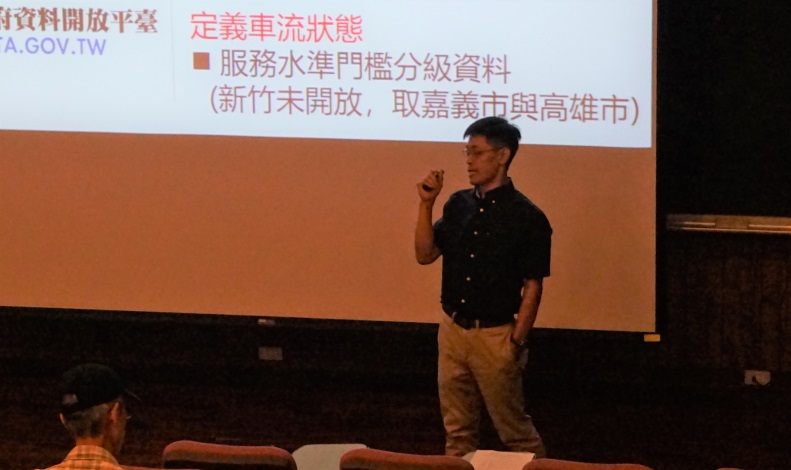 府資料開放平臺
TA.GOV.TW
定義車流狀態
■ 服務水準門檻分級資料
(新竹未開放，取嘉義市與高雄市)